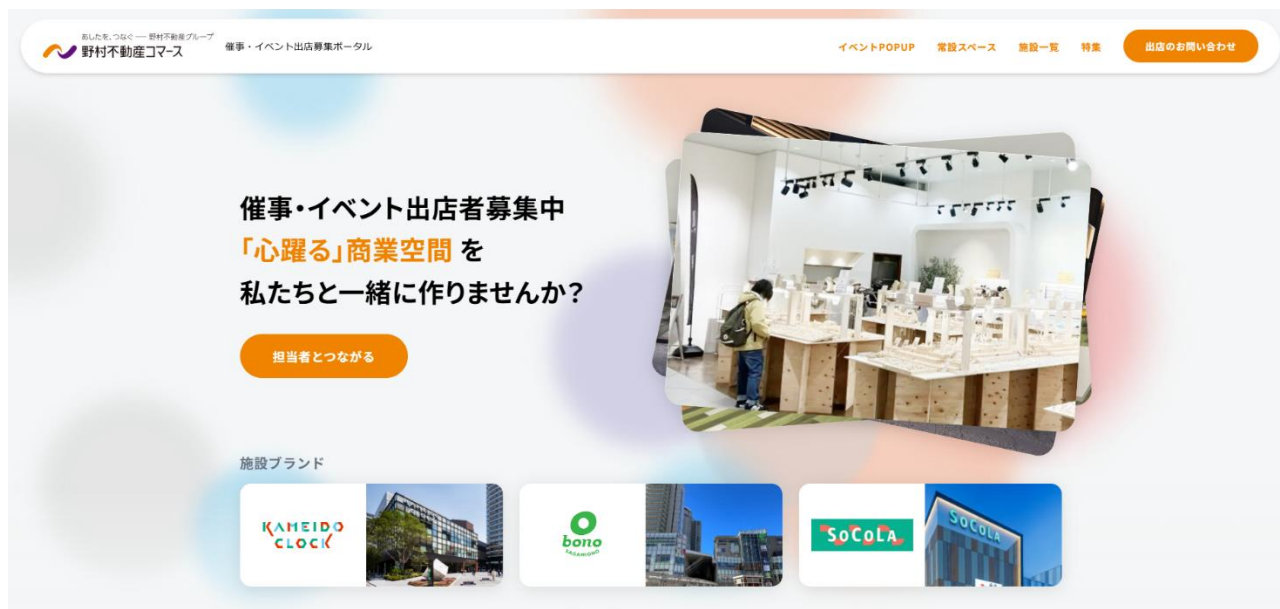 あしたを、つなぐ — 野村不動産グループ
野村不動産コマース
催事・イベント出店募集ポータル
イベントPOPUP
常設スペース
施設一覧
特集
出店のお問い合わせ
催事・イベント出店者募集中
「心躍る」商業空間 を
私たちと一緒に作りませんか？
担当者とつながる
施設ブランド
KAMEIDO
CLOCK
bono
SAGAMIONO
SoCoLA
SoCoLA